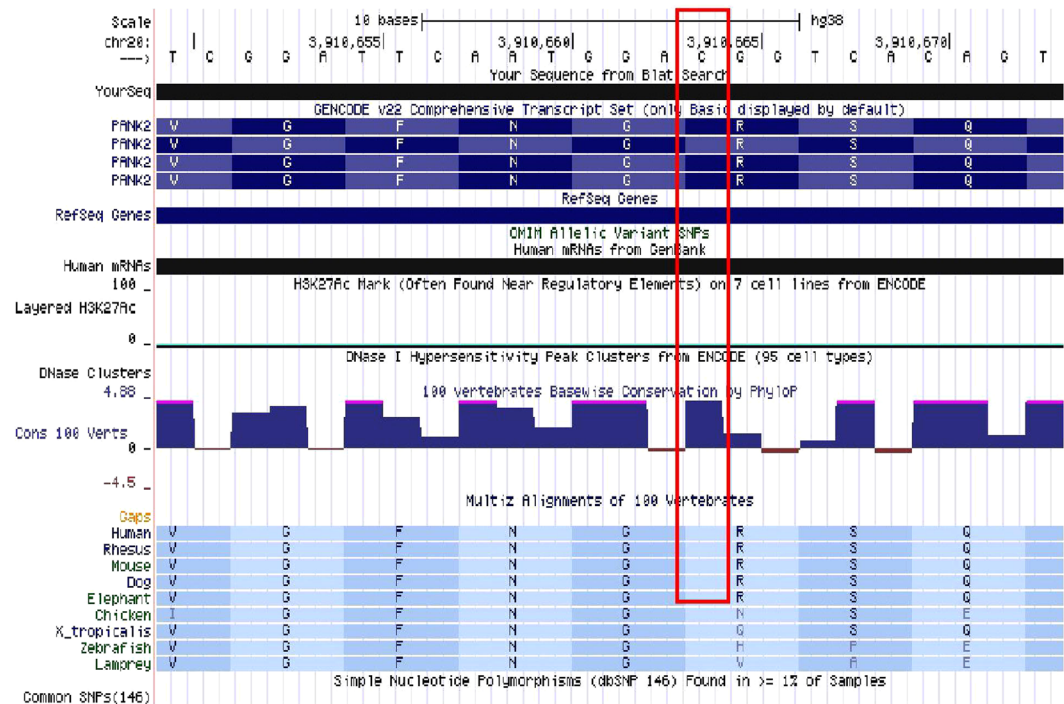 Scale 10 bases hg38
chr20: 3,910,655 3,910,660 3,910,665 3,910,670
---> T C G G A T T C A A T G G A C G G T C A C A G T
Your Sequence from Blat Search
YourSeq
GENCODE v22 Comprehensive Transcript Set (only Basic displayed by default)
PANK2 V G F N G R S Q
PANK2 V G F N G R S Q
PANK2 V G F N G R S Q
PANK2 V G F N G R S Q
RefSeq Genes
RefSeq Genes
OMIM Allelic Variant SNPs
Human mRNAs from GenBank
Human mRNAs
100 _ H3K27Ac Mark (Often Found Near Regulatory Elements) on 7 cell lines from ENCODE
Layered H3K27Ac
0 _
DNase I Hypersensitivity Peak Clusters from ENCODE (95 cell types)
DNase Clusters
4.88 _ 100 vertebrates Basewise Conservation by PhyloP
Cons 100 Verts
0 -
-4.5 _
Multiz Alignments of 100 Vertebrates
Gaps
Human V G F N G R S Q
Rhesus V G F N G R S Q
Mouse V G F N G R S Q
Dog V G F N G R S Q
Elephant V G F N G R S Q
Chicken I G F N G N S E
X_tropicalis V G F N G Q S Q
Zebrafish V G F N G H P E
Lamprey V G F N G V A E
Simple Nucleotide Polymorphisms (dbSNP 146) Found in >= 1% of Samples
Common SNPs(146)